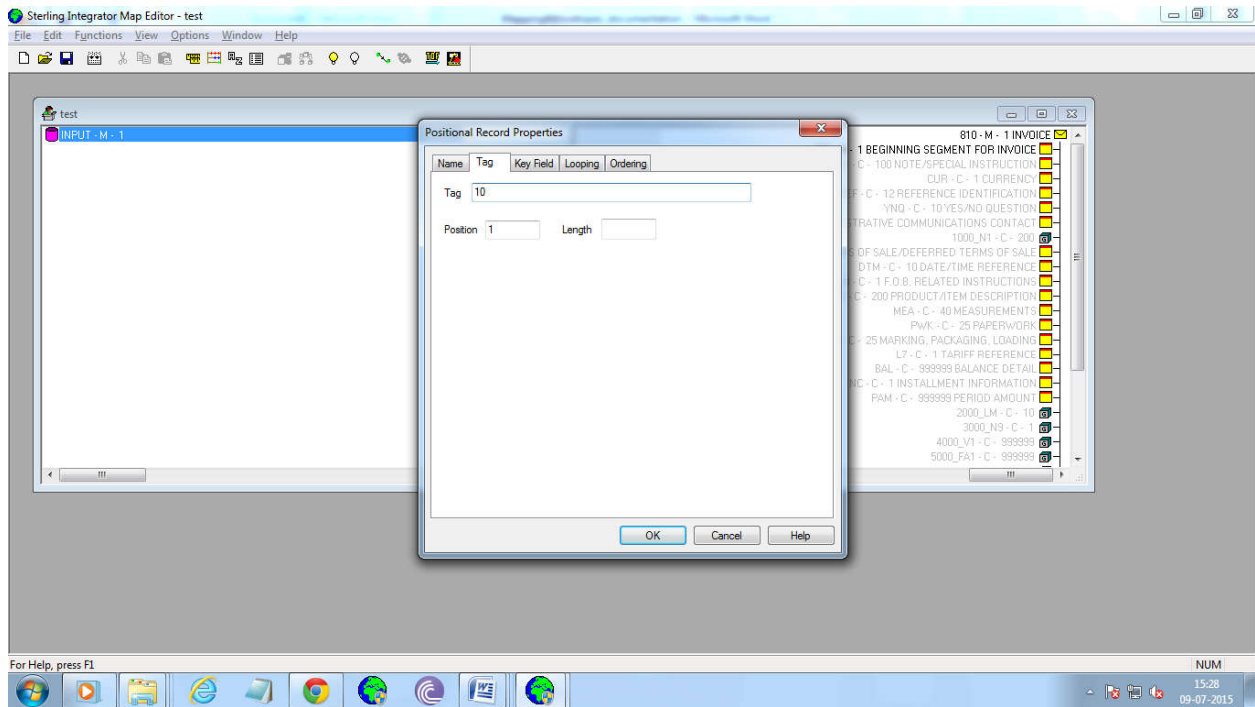 Sterling Integrator Map Editor - test
File Edit Functions View Options Window Help
test
INPUT - M - 1
Positional Record Properties
Name Tag Key Field Looping Ordering
Tag 10
Position 1 Length
OK Cancel Help
810 - M - 1 INVOICE
- 1 BEGINNING SEGMENT FOR INVOICE
C - 100 NOTE/SPECIAL INSTRUCTION
CUR - C - 1 CURRENCY
- C - 12 REFERENCE IDENTIFICATION
YNQ - C - 10 YES/NO QUESTION
COMMUNICATIONS CONTACT
1000_N1 - C - 200
OF SALE/DEFERRED TERMS OF SALE
DTM - C - 10 DATE/TIME REFERENCE
- C - 1 F.O.B. RELATED INSTRUCTIONS
C - 200 PRODUCT/ITEM DESCRIPTION
MEA - C - 40 MEASUREMENTS
PWK - C - 25 PAPERWORK
- 25 MARKING, PACKAGING, LOADING
L7 - C - 1 TARIFF REFERENCE
BAL - C - 999999 BALANCE DETAIL
- C - 1 INSTALLMENT INFORMATION
PAM - C - 999999 PERIOD AMOUNT
2000_LM - C - 10
3000_N9 - C - 1
4000_V1 - C - 999999
5000_FA1 - C - 999999
For Help, press F1
NUM
15:28
09-07-2015